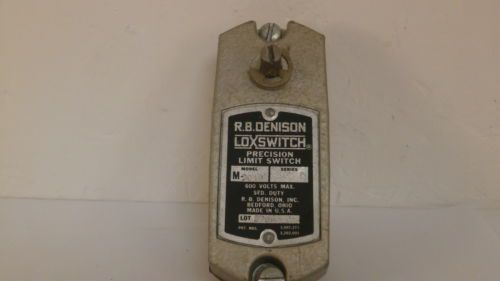 R.B.DENISON
LOXSWITCH®
PRECISION
LIMIT SWITCH
MODEL SERIES
M-
600 VOLTS MAX.
STD. DUTY
R. B. DENISON, INC.
BEDFORD, OHIO
MADE IN U.S.A.
LOT
PAT. NOS.